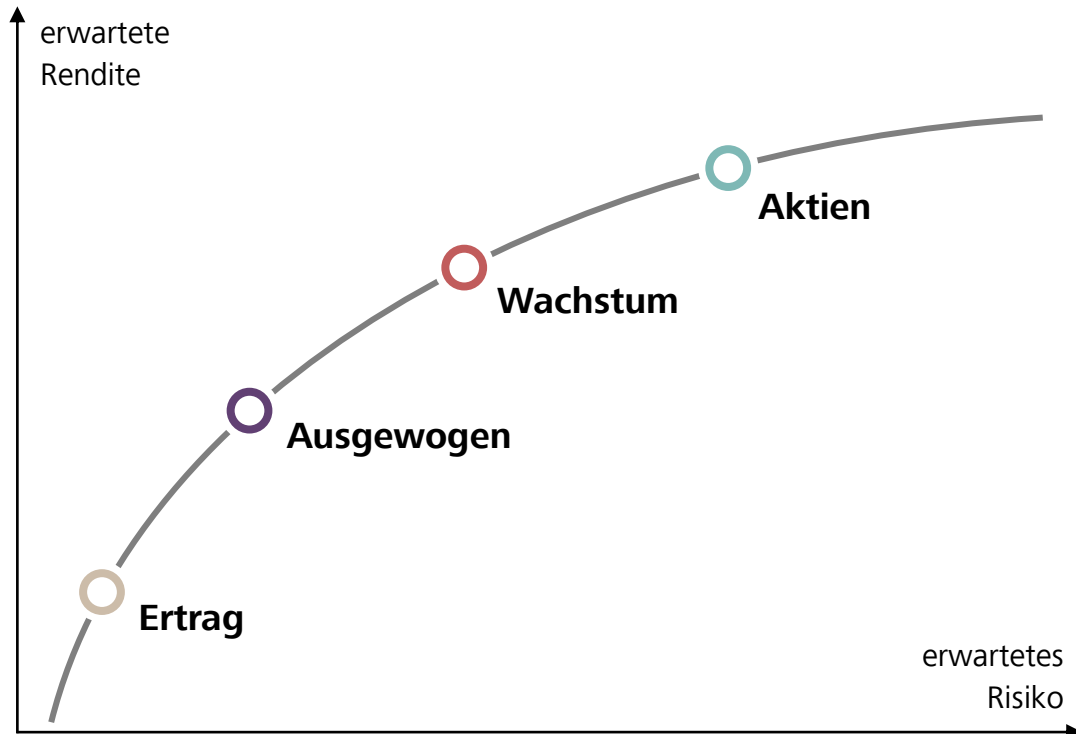 erwartete
Rendite
Aktien
Wachstum
Ausgewogen
Ertrag
erwartetes
Risiko